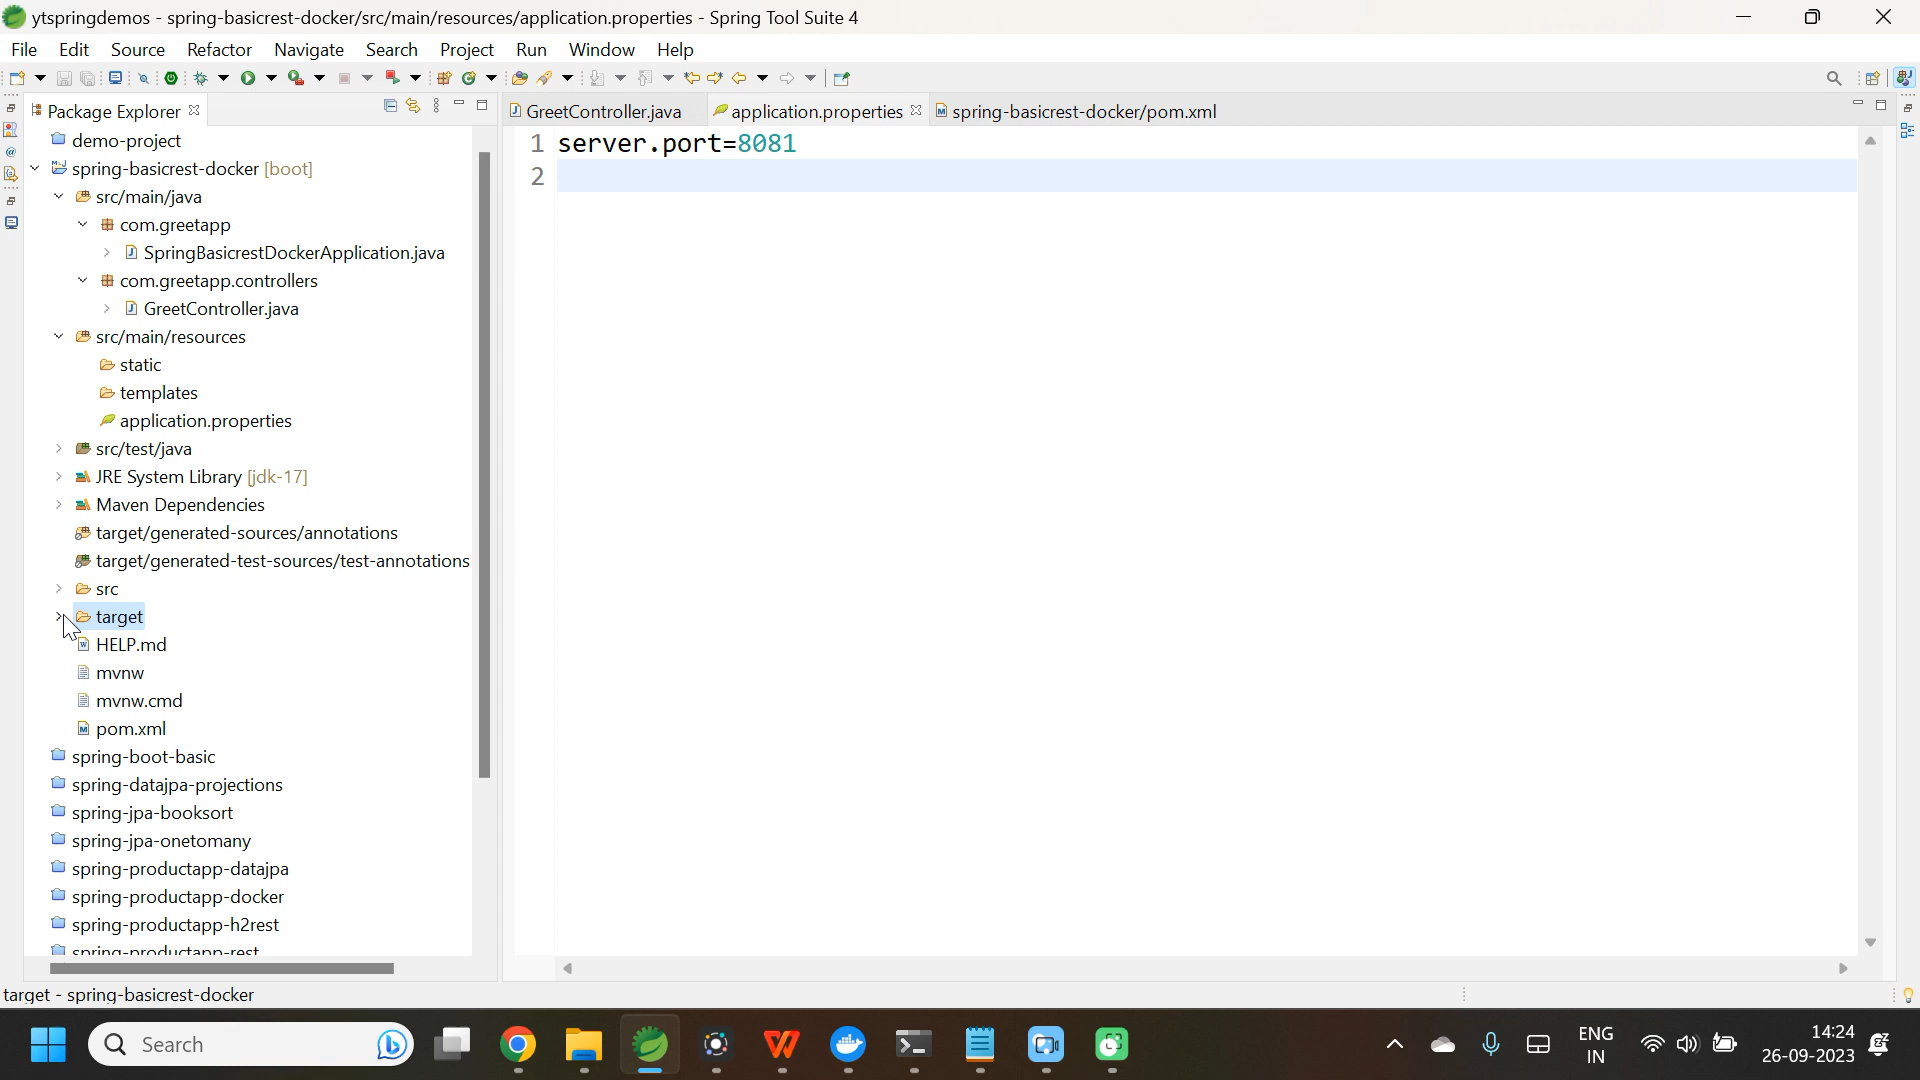 ytspringdemos - spring-basicrest-docker/src/main/resources/application.properties - Spring Tool Suite 4
File Edit Source Refactor Navigate Search Project Run Window Help
Package Explorer
GreetController.java application.properties spring-basicrest-docker/pom.xml
demo-project
spring-basicrest-docker [boot]
src/main/java
com.greetapp
SpringBasicrestDockerApplication.java
com.greetapp.controllers
GreetController.java
src/main/resources
static
templates
application.properties
src/test/java
JRE System Library [jdk-17]
Maven Dependencies
target/generated-sources/annotations
target/generated-test-sources/test-annotations
src
target
HELP.md
mvnw
mvnw.cmd
pom.xml
spring-boot-basic
spring-datajpa-projections
spring-jpa-booksort
spring-jpa-onetomany
spring-productapp-datajpa
spring-productapp-docker
spring-productapp-h2rest
spring-productapp-rest
1 server.port=8081
2
target - spring-basicrest-docker
Search
ENG
IN
14:24
26-09-2023